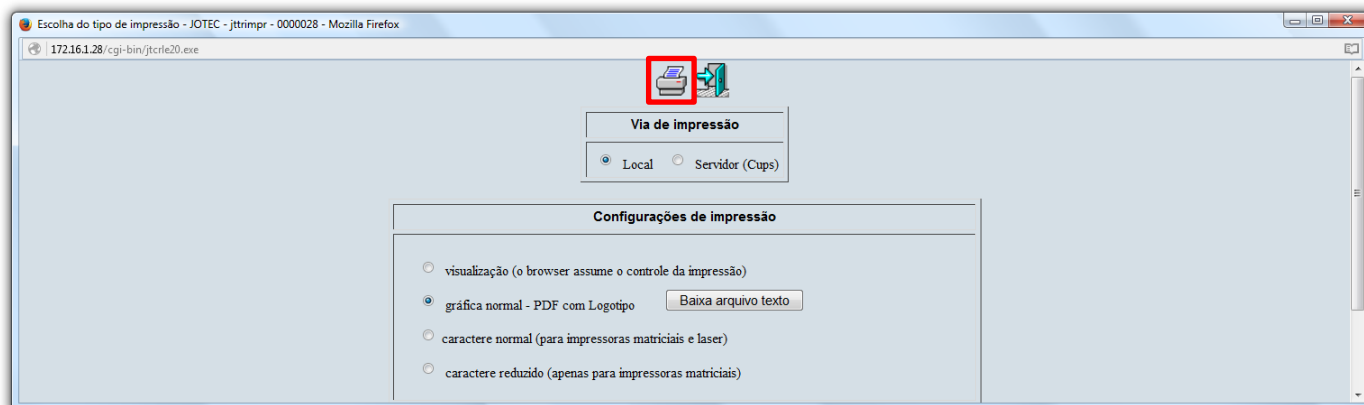 Escolha do tipo de impressão - JOTEC - jttrimpr - 0000028 - Mozilla Firefox
172.16.1.28/cgi-bin/jtcrle20.exe
Via de impressão
Local Servidor (Cups)
Configurações de impressão
visualização (o browser assume o controle da impressão)
gráfica normal - PDF com Logotipo Baixa arquivo texto
caractere normal (para impressoras matriciais e laser)
caractere reduzido (apenas para impressoras matriciais)